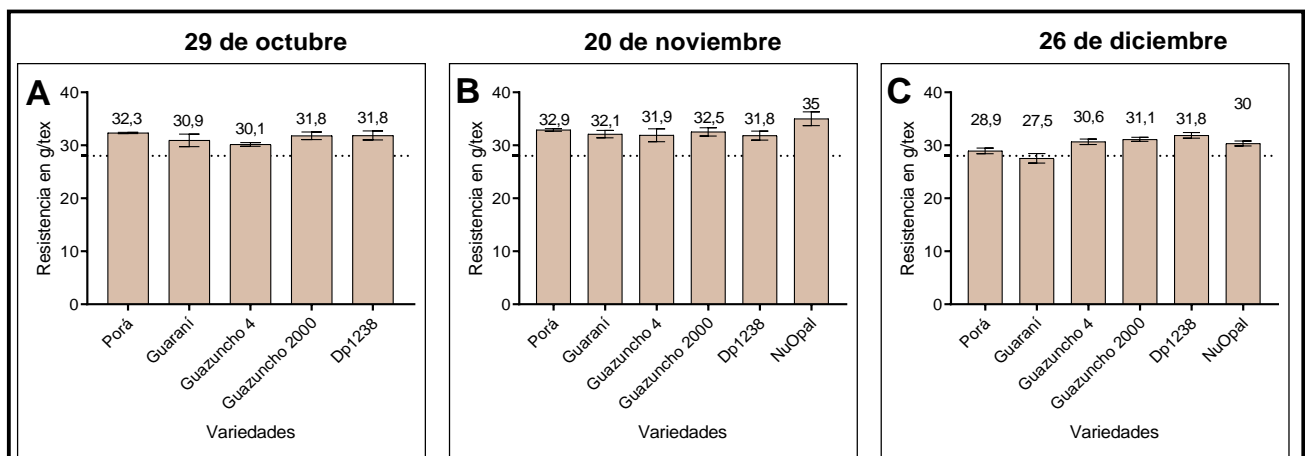 29 de octubre
20 de noviembre
26 de diciembre
A
40
30
20
10
0
Resistencia en g/tex
32,3
30,9
30,1
31,8
31,8
Porá
Guaraní
Guazuncho 4
Guazuncho 2000
Dp1238
Variedades
B
40
30
20
10
0
Resistencia en g/tex
32,9
32,1
31,9
32,5
31,8
35
Porá
Guaraní
Guazuncho 4
Guazuncho 2000
Dp1238
NuOpal
Variedades
C
40
30
20
10
0
Resistencia en g/tex
28,9
27,5
30,6
31,1
31,8
30
Porá
Guaraní
Guazuncho 4
Guazuncho 2000
Dp1238
NuOpal
Variedades